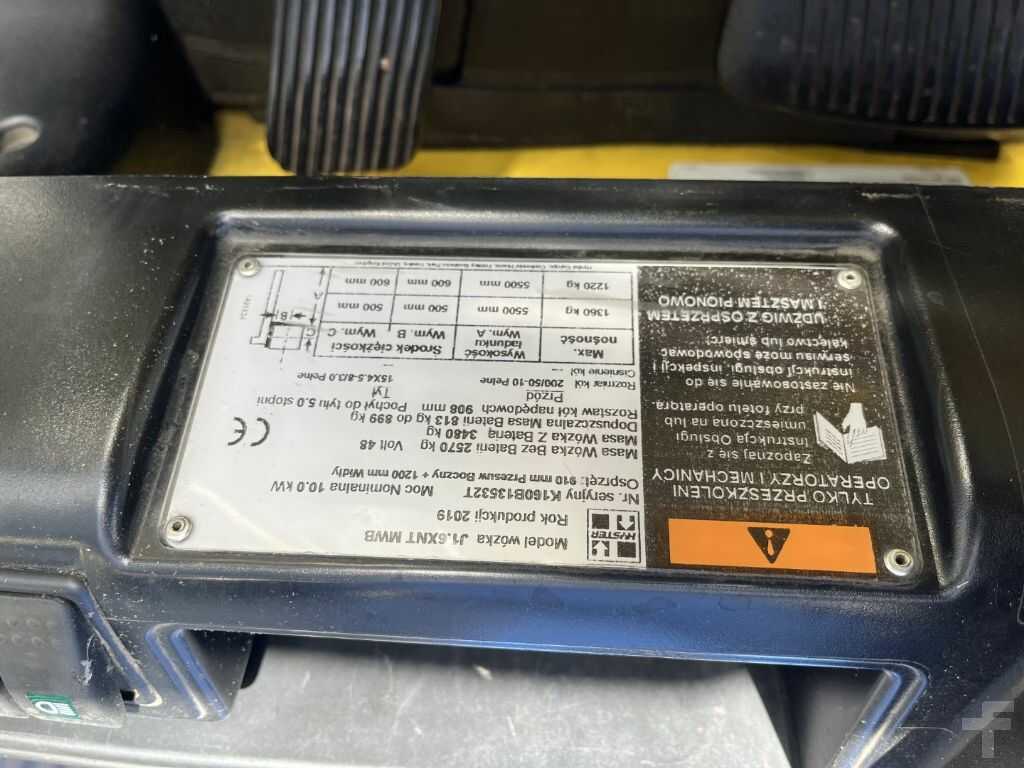 TYLKO PRZESZKOLENI
OPERATORZY I MECHANICY
Zapoznaj się z
Instrukcją Obsługi
umieszczoną na lub
przy fotelu operatora.
Nie zastosowanie się do
instrukcji obsługi, inspekcji i
serwisu może spowodować
kalectwo lub śmierć
UDŹWIG Z OSPRZĘTEM
I MASZTEM PIONOWO
HYSTER
Model wózka J1.6XNT MWB
Rok produkcji 2019
Nr. seryjny K160B13532T Moc Nominalna 10.0 kW
Osprzęt: 910 mm Przesuw Boczny + 1200 mm Widły
Masa Wózka Bez Baterii 2570 kg Volt 48
Masa Wózka Z Baterią 3480 kg
Dopuszczalna Masa Baterii 813 kg do 899 kg
Rozstaw kół napędowych 908 mm Pochył do tyłu 5.0 stopni
CE
Przód Tył
Rozmiar kół 200/50-10 Pełne 15X4.5-8/3.0 Pełne
Ciśnienie kół -- --
Max. nośność Wysokość ładunku Wym. A Środek ciężkości Wym. B Wym. C
1360 kg 5500 mm 500 mm 500 mm
1220 kg 5500 mm 600 mm 600 mm
A
B
C